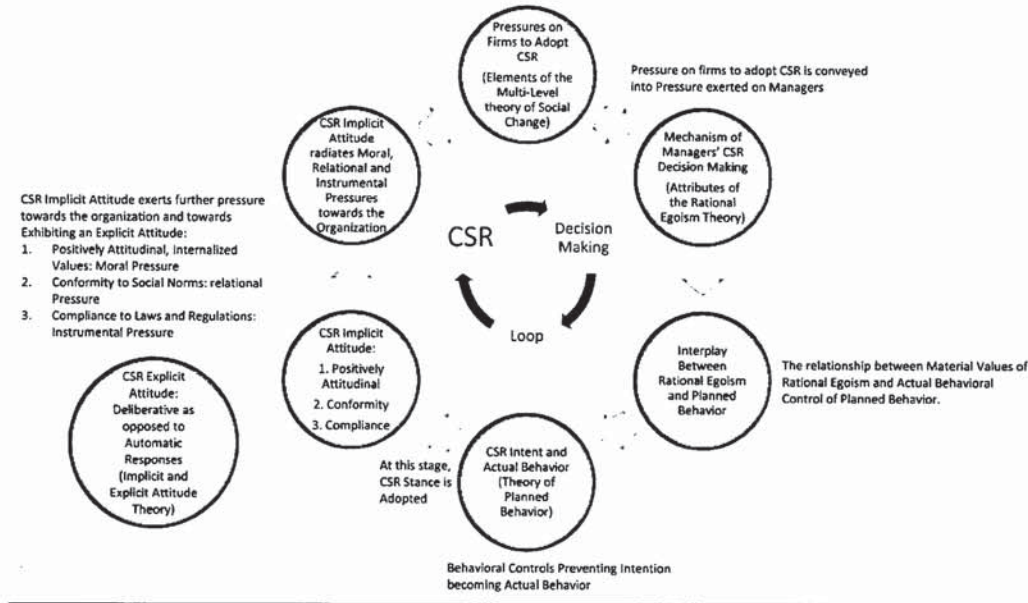 Pressures on
Firms to Adopt
CSR
(Elements of the
Multi-Level
theory of Social
Change)
Pressure on firms to adopt CSR is conveyed
into Pressure exerted on Managers
Mechanism of
Managers' CSR
Decision Making
(Attributes of
the Rational
Egoism Theory)
Interplay
Between
Rational Egoism
and Planned
Behavior
The relationship between Material Values of
Rational Egoism and Actual Behavioral
Control of Planned Behavior.
CSR Intent and
Actual Behavior
(Theory of
Planned
Behavior)
Behavioral Controls Preventing Intention
becoming Actual Behavior
At this stage,
CSR Stance is
Adopted
CSR Implicit
Attitude:
1. Positively
Attitudinal
2. Conformity
3. Compliance
CSR Implicit
Attitude
radiates Moral,
Relational and
Instrumental
Pressures
towards the
Organization
CSR
Decision
Making
Loop
CSR Implicit Attitude exerts further pressure
towards the organization and towards
Exhibiting an Explicit Attitude:
1. Positively Attitudinal, Internalized
Values: Moral Pressure
2. Conformity to Social Norms: relational
Pressure
3. Compliance to Laws and Regulations:
Instrumental Pressure
CSR Explicit
Attitude:
Deliberative as
opposed to
Automatic
Responses
(Implicit and
Explicit Attitude
Theory)